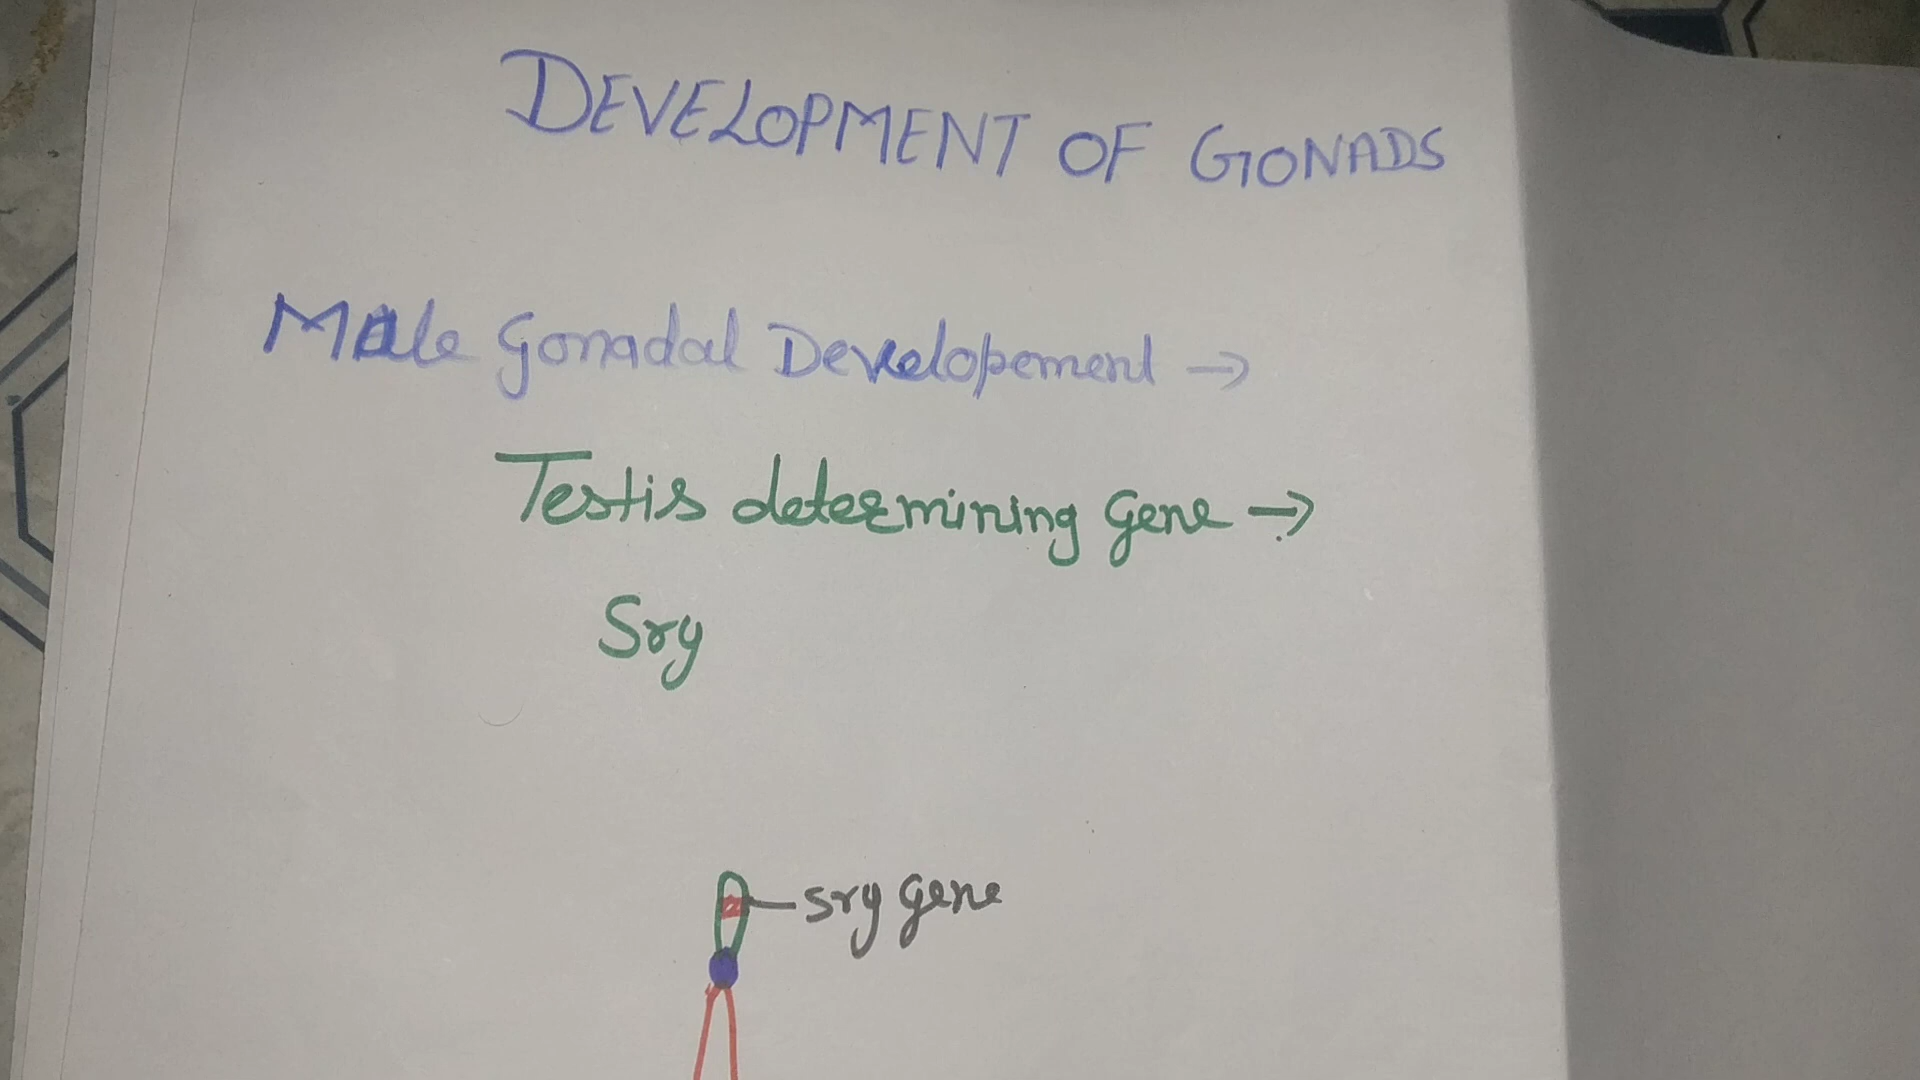 DEVELOPMENT OF GONADS
Male Gonadal Developement →
Testis determining Gene →
Sry
sry gene